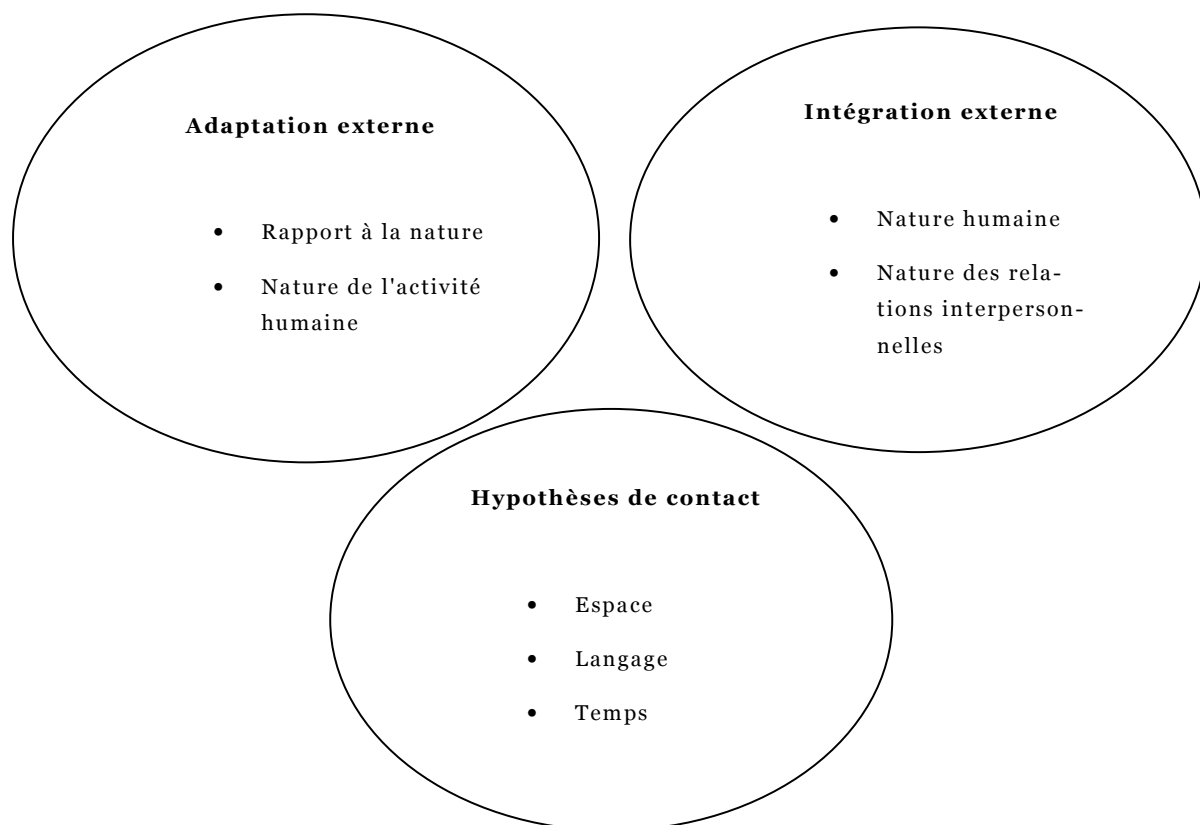 Adaptation externe
• Rapport à la nature
• Nature de l'activité
humaine
Intégration externe
• Nature humaine
• Nature des rela-
tions interperson-
nelles
Hypothèses de contact
• Espace
• Langage
• Temps